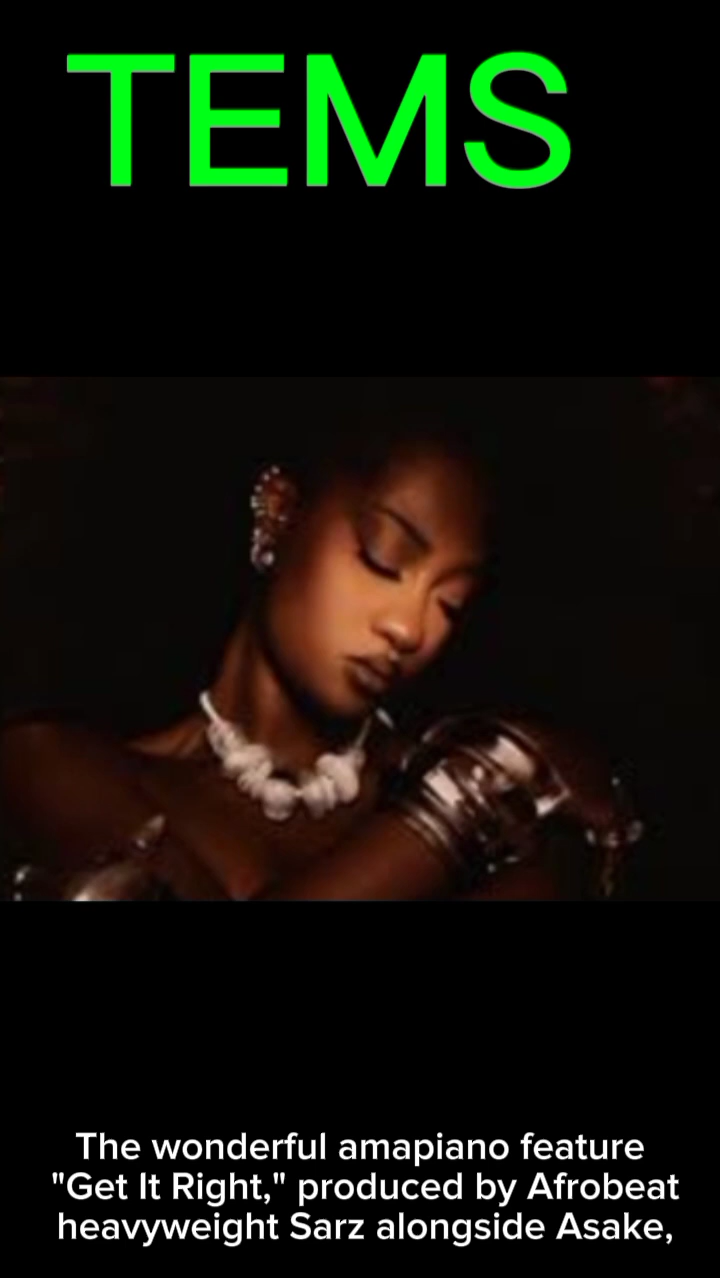 TEMS
The wonderful amapiano feature
"Get It Right," produced by Afrobeat
heavyweight Sarz alongside Asake,